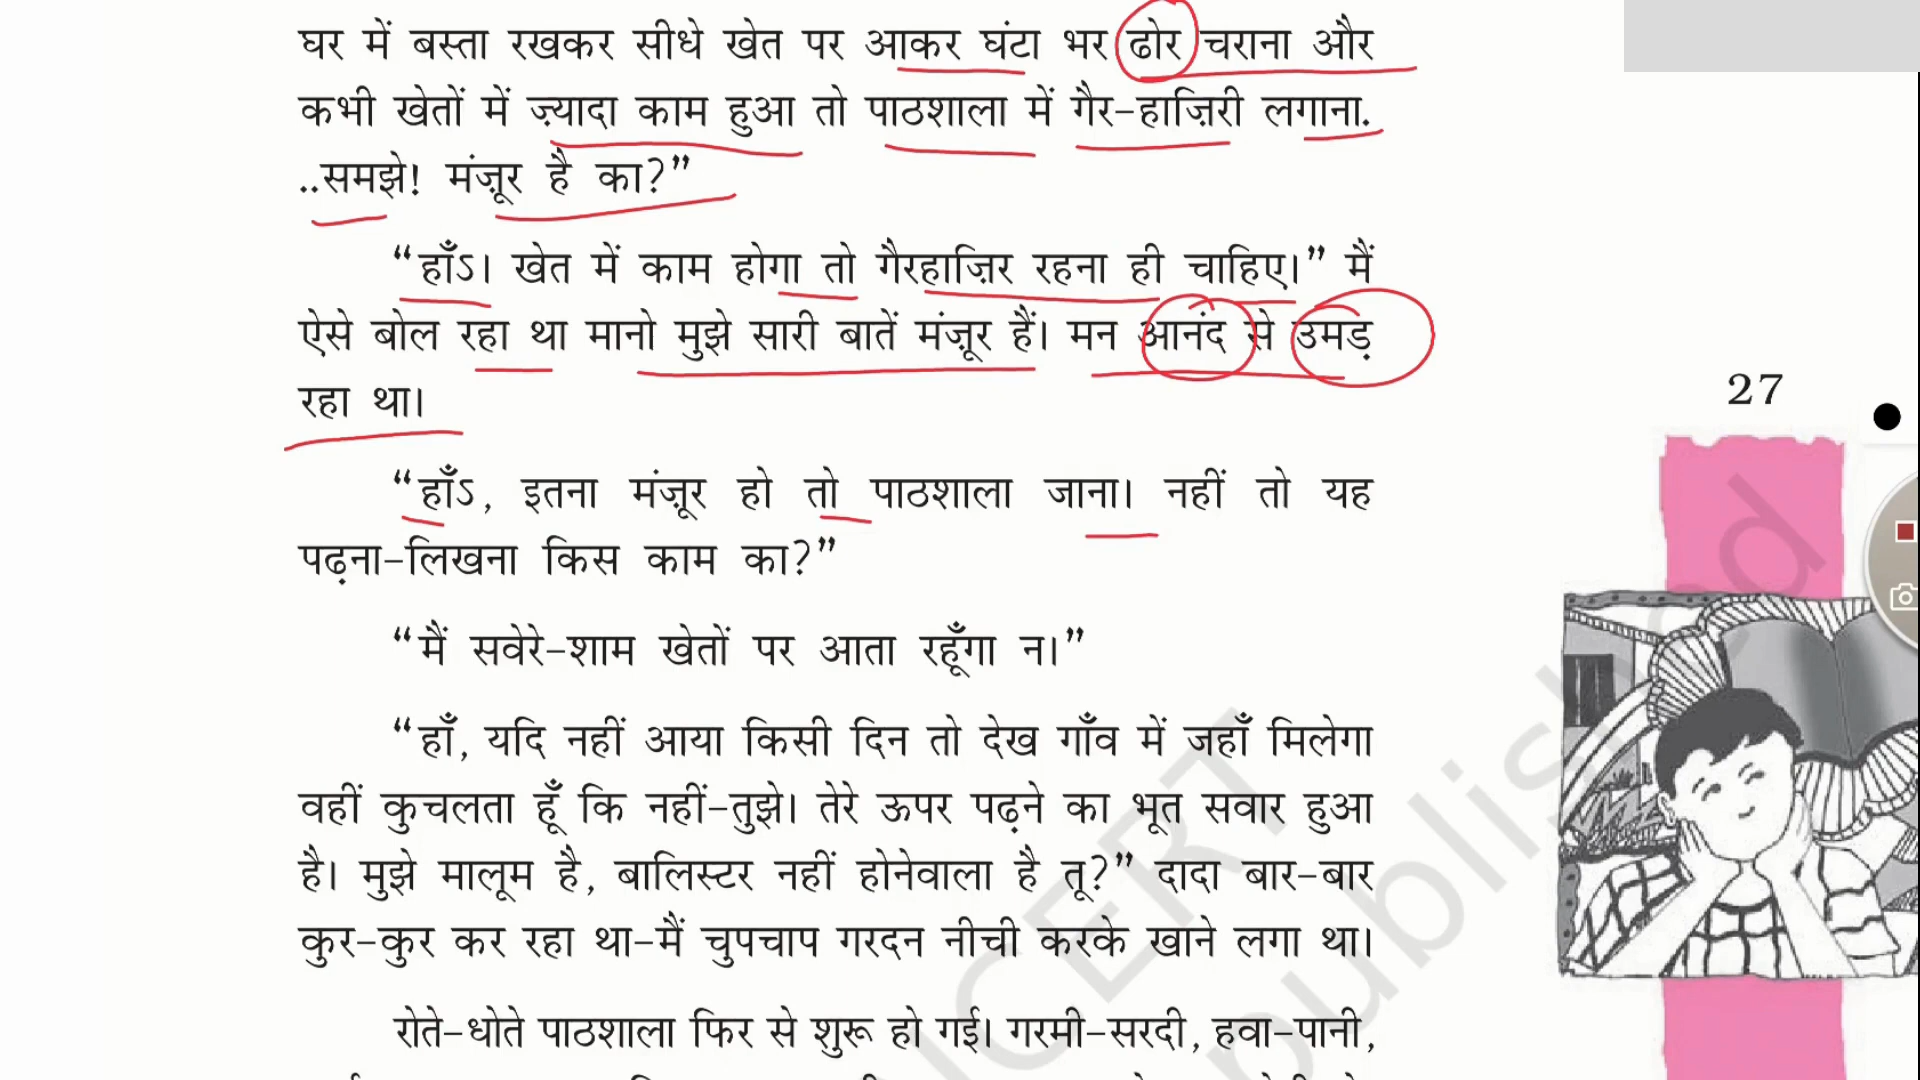 घर में बस्ता रखकर सीधे खेत पर आकर घंटा भर ढोर चराना और
कभी खेतों में ज़्यादा काम हुआ तो पाठशाला में गैर-हाज़िरी लगाना.
..समझे! मंज़ूर है का?”
“हाँऽ। खेत में काम होगा तो गैरहाज़िर रहना ही चाहिए।” मैं
ऐसे बोल रहा था मानो मुझे सारी बातें मंज़ूर हैं। मन आनंद से उमड़
रहा था।
27
“हाँऽ, इतना मंज़ूर हो तो पाठशाला जाना। नहीं तो यह
पढ़ना-लिखना किस काम का?”
“मैं सवेरे-शाम खेतों पर आता रहूँगा न।”
“हाँ, यदि नहीं आया किसी दिन तो देख गाँव में जहाँ मिलेगा
वहीं कुचलता हूँ कि नहीं-तुझे। तेरे ऊपर पढ़ने का भूत सवार हुआ
है। मुझे मालूम है, बालिस्टर नहीं होनेवाला है तू?” दादा बार-बार
कुर-कुर कर रहा था-मैं चुपचाप गरदन नीची करके खाने लगा था।
रोते-धोते पाठशाला फिर से शुरू हो गई। गरमी-सरदी, हवा-पानी,
NCERT
published